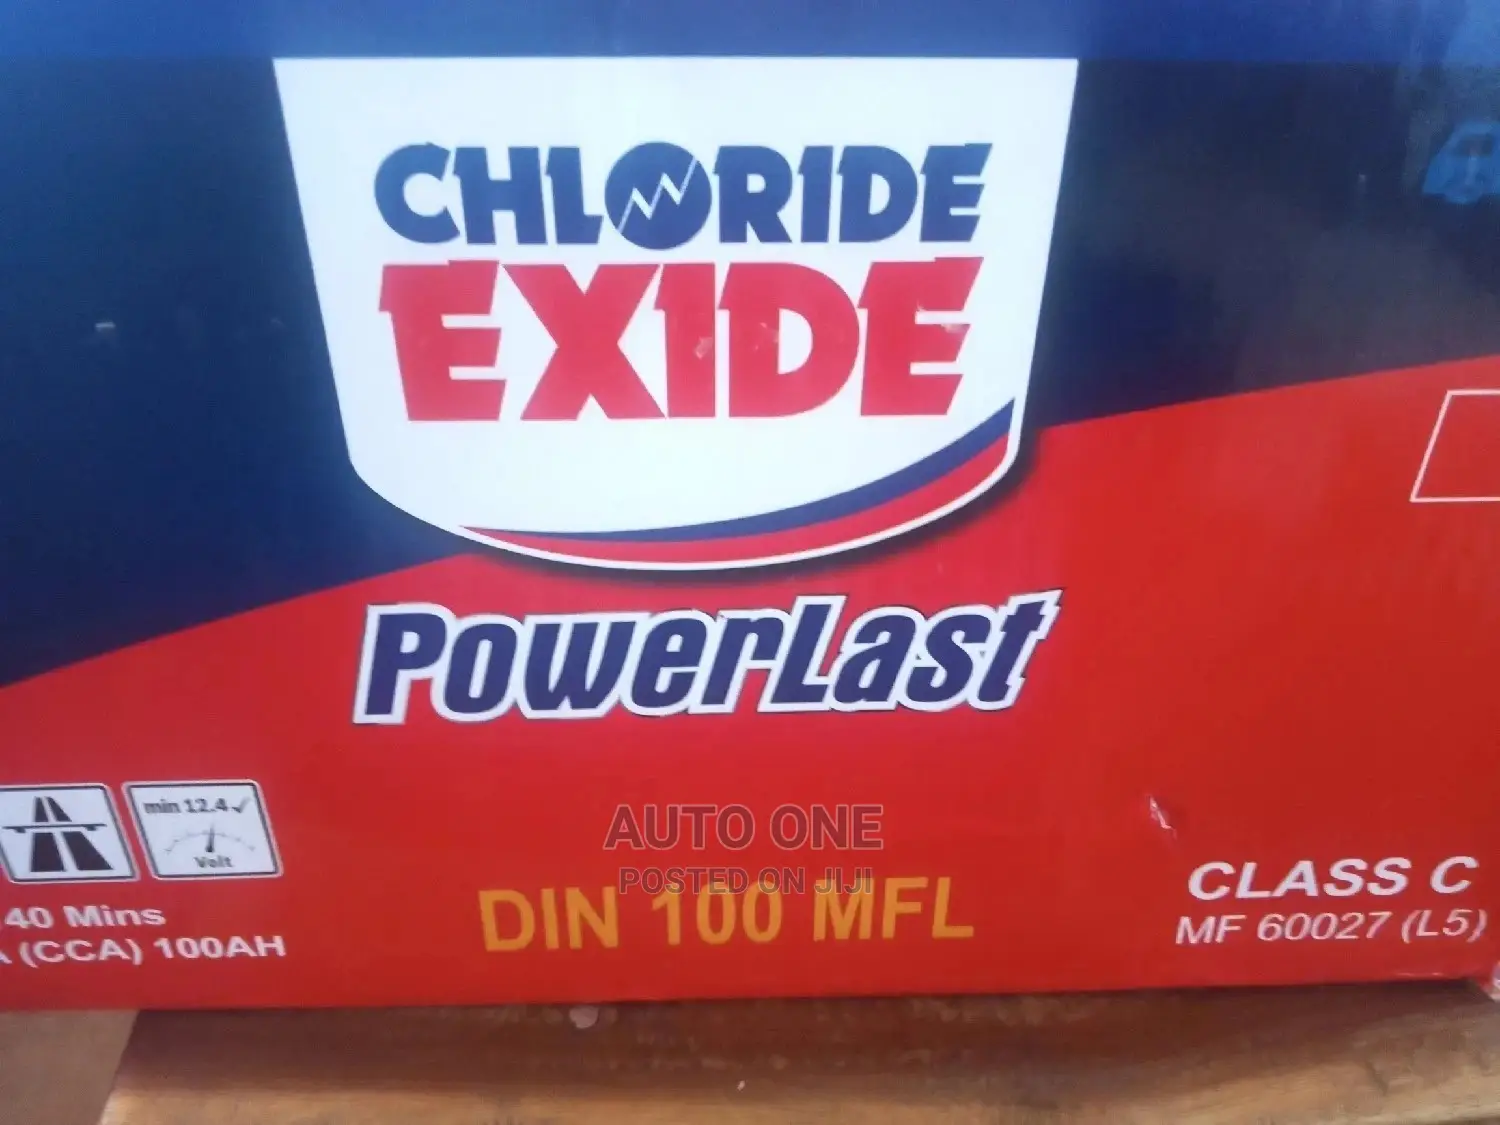 CHLORIDE
EXIDE
PowerLast
min 12.4✓
Volt
40 Mins
(CCA) 100AH
AUTO ONE
POSTED ON JIJI
DIN 100 MFL
CLASS C
MF 60027 (L5)